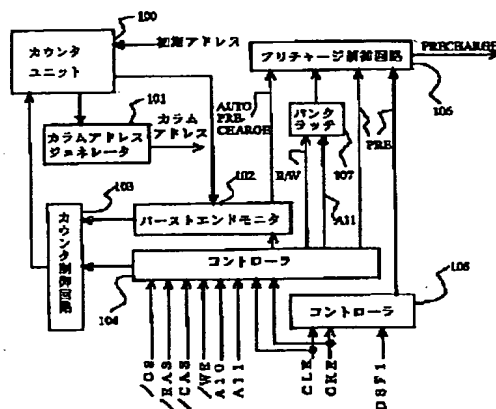 100
カウンタ
ユニット
初期アドレス
プリチャージ制御回路
PRECHARGE
106
101
カラムアドレス
ジェネレータ
カラム
アドレス
AUTO
PRE
CHARGE
バンク
ラッチ
107
PRE
R/W
A11
103
102
バーストエンドモニタ
カウンタ制御回路
コントローラ
104
コントローラ
108
/CS
/RAS
/CAS
/WE
A10
A11
CLK
CKE
DSF1